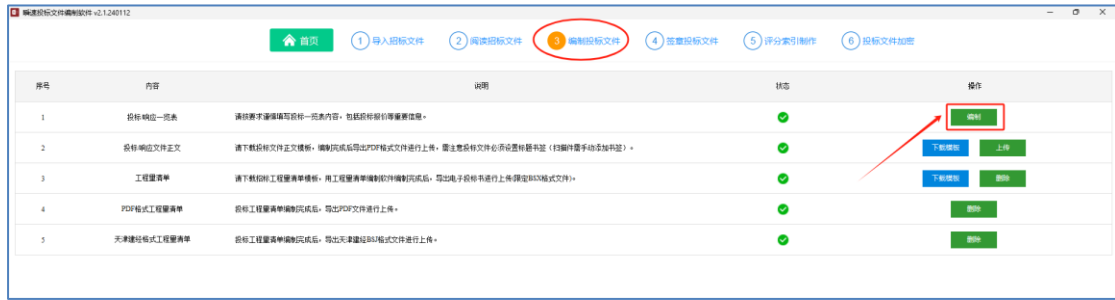 瞬速投标文件编制软件 v2.1.240112
首页
1 导入招标文件
2 阅读招标文件
3 编制投标文件
4 签章投标文件
5 评分索引制作
6 投标文件加密
序号 内容 说明 状态 操作
1 投标响应一览表 请按要求谨慎填写投标一览表内容，包括投标报价等重要信息。 编制
2 投标响应文件正文 请下载投标文件正文模板，编制完成后导出PDF格式文件进行上传，需注意投标文件必须设置标题书签（扫描件需手动添加书签）。 下载模板 上传
3 工程量清单 请下载招标工程量清单模板，用工程量清单编制软件编制完成后，导出电子投标书进行上传(限定BSX格式文件)。 下载模板 删除
4 PDF格式工程量清单 投标工程量清单编制完成后，导出PDF文件进行上传。 删除
5 天津建经格式工程量清单 投标工程量清单编制完成后，导出天津建经BSJ格式文件进行上传。 删除